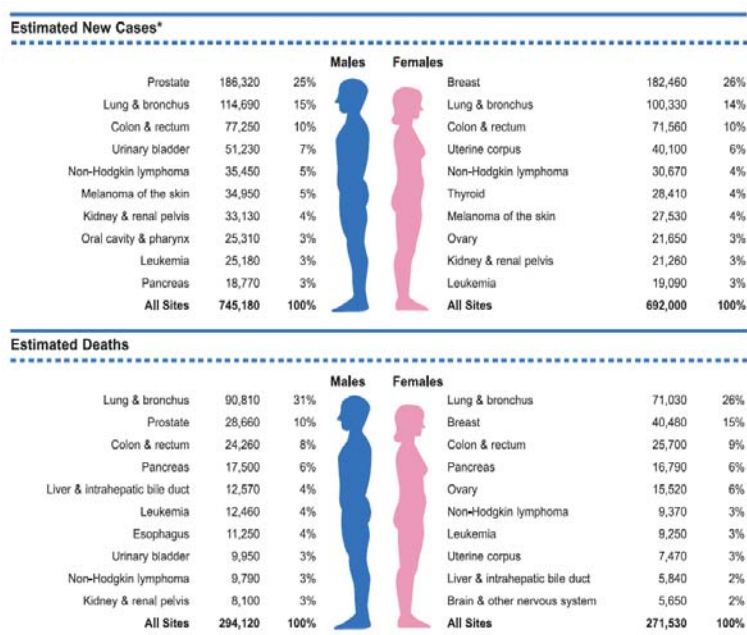 Estimated New Cases*
Males Females
Prostate 186,320 25% Breast 182,460 26%
Lung & bronchus 114,690 15% Lung & bronchus 100,330 14%
Colon & rectum 77,250 10% Colon & rectum 71,560 10%
Urinary bladder 51,230 7% Uterine corpus 40,100 6%
Non-Hodgkin lymphoma 35,450 5% Non-Hodgkin lymphoma 30,670 4%
Melanoma of the skin 34,950 5% Thyroid 28,410 4%
Kidney & renal pelvis 33,130 4% Melanoma of the skin 27,530 4%
Oral cavity & pharynx 25,310 3% Ovary 21,650 3%
Leukemia 25,180 3% Kidney & renal pelvis 21,260 3%
Pancreas 18,770 3% Leukemia 19,090 3%
All Sites 745,180 100% All Sites 692,000 100%
Estimated Deaths
Males Females
Lung & bronchus 90,810 31% Lung & bronchus 71,030 26%
Prostate 28,660 10% Breast 40,480 15%
Colon & rectum 24,260 8% Colon & rectum 25,700 9%
Pancreas 17,500 6% Pancreas 16,790 6%
Liver & intrahepatic bile duct 12,570 4% Ovary 15,520 6%
Leukemia 12,460 4% Non-Hodgkin lymphoma 9,370 3%
Esophagus 11,250 4% Leukemia 9,250 3%
Urinary bladder 9,950 3% Uterine corpus 7,470 3%
Non-Hodgkin lymphoma 9,790 3% Liver & intrahepatic bile duct 5,840 2%
Kidney & renal pelvis 8,100 3% Brain & other nervous system 5,650 2%
All Sites 294,120 100% All Sites 271,530 100%